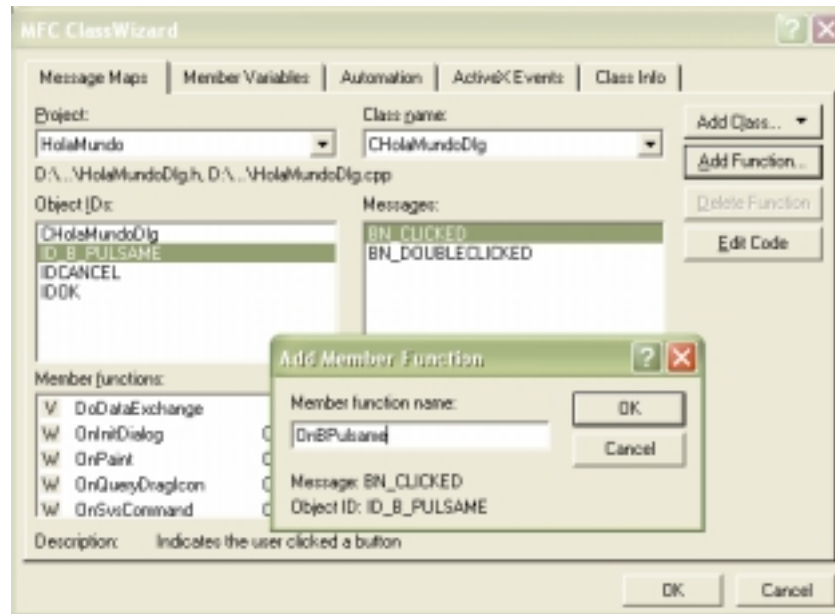 MFC ClassWizard
Message Maps
Member Variables
Automation
ActiveX Events
Class Info
Project:
Class name:
HolaMundo
CHolaMundoDlg
D:\...\HolaMundoDlg.h, D:\...\HolaMundoDlg.cpp
Add Class...
Add Function...
Delete Function
Edit Code
Object IDs:
CHolaMundoDlg
ID_B_PULSAME
IDCANCEL
IDOK
Messages:
BN_CLICKED
BN_DOUBLECLICKED
Member functions:
V DoDataExchange
W OnInitDialog
W OnPaint
W OnQueryDragIcon
W OnSysCommand
Add Member Function
Member function name:
OnBPulsame
OK
Cancel
Message: BN_CLICKED
Object ID: ID_B_PULSAME
Description: Indicates the user clicked a button
OK
Cancel